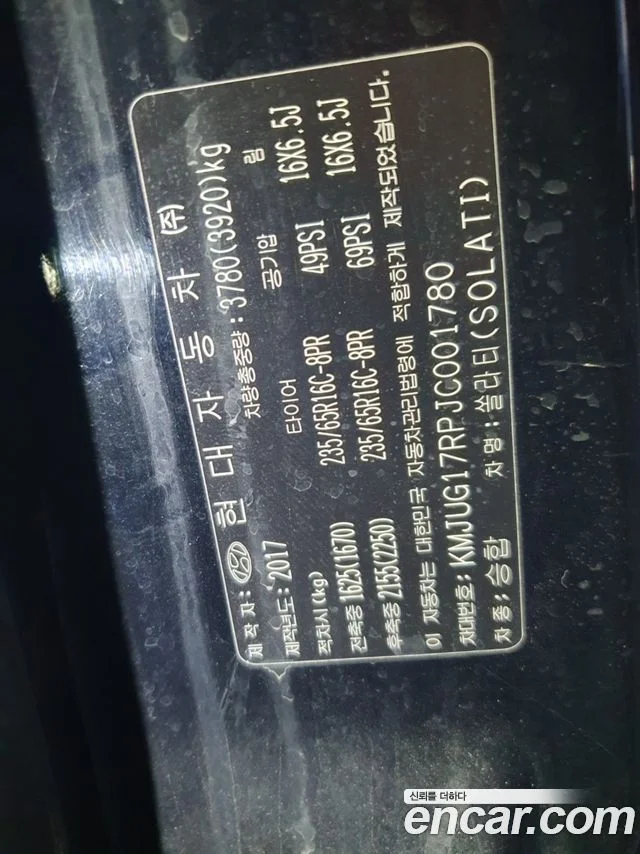 제 작 자 : 현 대 자 동 차 (주)
제작년도 : 2017 차량총중량 : 3780(3920)kg
적차시(kg) 타이어 공기압 림
전축중 1625(1670) 235/65R16C-8PR 49PSI 16X6.5J
후축중 2155(2250) 235/65R16C-8PR 69PSI 16X6.5J
이 자동차는 대한민국 자동차관리법령에 적합하게 제작되었습니다.
차대번호 : KMJUG17RPJC001780
차 종 : 승합 차 명 : 쏠라티(SOLATI)
신뢰를 더하다
encar.com